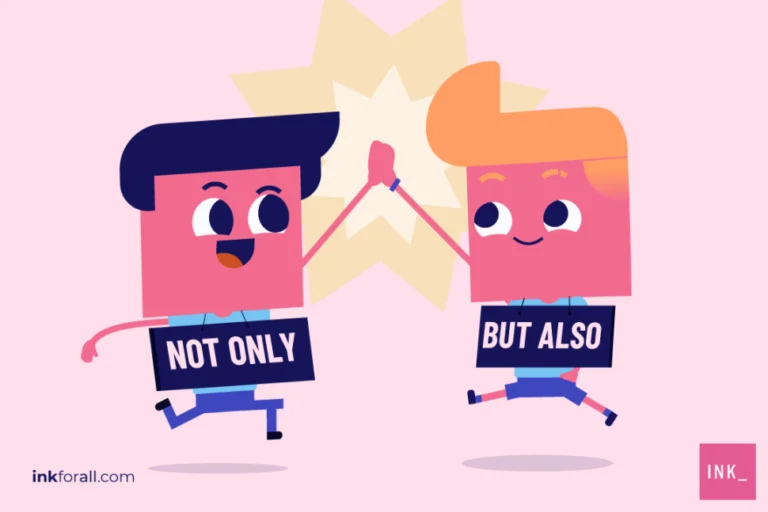 NOT ONLY
BUT ALSO
inkforall.com
INK_